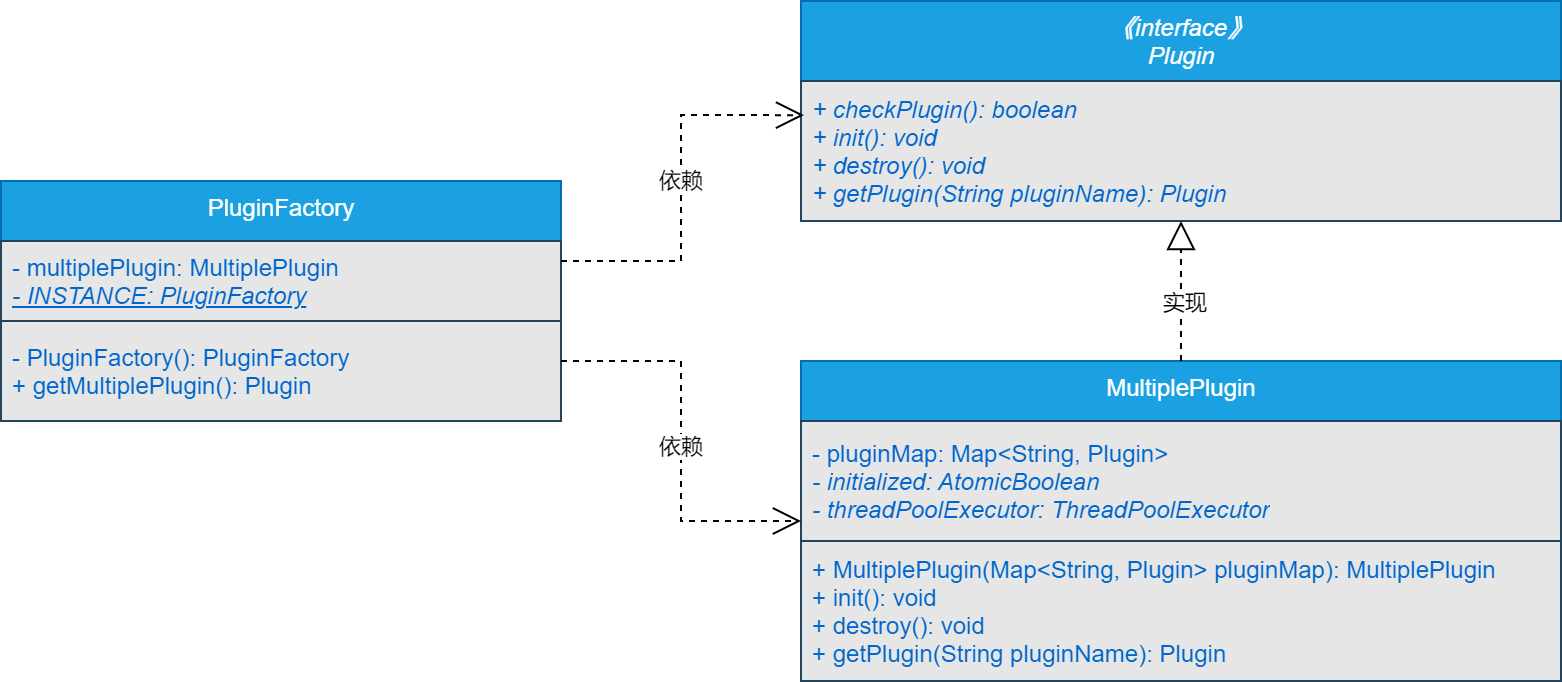 《interface》
Plugin
+ checkPlugin(): boolean
+ init(): void
+ destroy(): void
+ getPlugin(String pluginName): Plugin
依赖
PluginFactory
- multiplePlugin: MultiplePlugin
- INSTANCE: PluginFactory
- PluginFactory(): PluginFactory
+ getMultiplePlugin(): Plugin
实现
依赖
MultiplePlugin
- pluginMap: Map<String, Plugin>
- initialized: AtomicBoolean
- threadPoolExecutor: ThreadPoolExecutor
+ MultiplePlugin(Map<String, Plugin> pluginMap): MultiplePlugin
+ init(): void
+ destroy(): void
+ getPlugin(String pluginName): Plugin